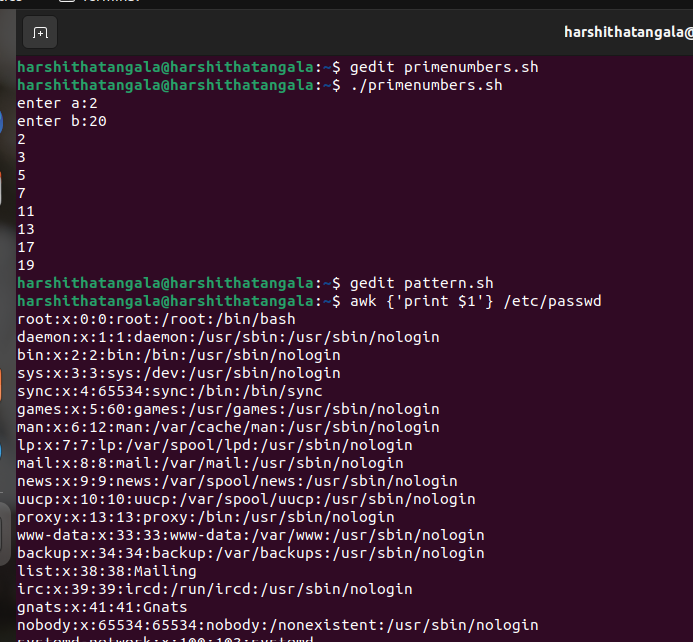 harshithatangala@
harshithatangala@harshithatangala:~$ gedit primenumbers.sh
harshithatangala@harshithatangala:~$ ./primenumbers.sh
enter a:2
enter b:20
2
3
5
7
11
13
17
19
harshithatangala@harshithatangala:~$ gedit pattern.sh
harshithatangala@harshithatangala:~$ awk {'print $1'} /etc/passwd
root:x:0:0:root:/root:/bin/bash
daemon:x:1:1:daemon:/usr/sbin:/usr/sbin/nologin
bin:x:2:2:bin:/bin:/usr/sbin/nologin
sys:x:3:3:sys:/dev:/usr/sbin/nologin
sync:x:4:65534:sync:/bin:/bin/sync
games:x:5:60:games:/usr/games:/usr/sbin/nologin
man:x:6:12:man:/var/cache/man:/usr/sbin/nologin
lp:x:7:7:lp:/var/spool/lpd:/usr/sbin/nologin
mail:x:8:8:mail:/var/mail:/usr/sbin/nologin
news:x:9:9:news:/var/spool/news:/usr/sbin/nologin
uucp:x:10:10:uucp:/var/spool/uucp:/usr/sbin/nologin
proxy:x:13:13:proxy:/bin:/usr/sbin/nologin
www-data:x:33:33:www-data:/var/www:/usr/sbin/nologin
backup:x:34:34:backup:/var/backups:/usr/sbin/nologin
list:x:38:38:Mailing
irc:x:39:39:ircd:/run/ircd:/usr/sbin/nologin
gnats:x:41:41:Gnats
nobody:x:65534:65534:nobody:/nonexistent:/usr/sbin/nologin